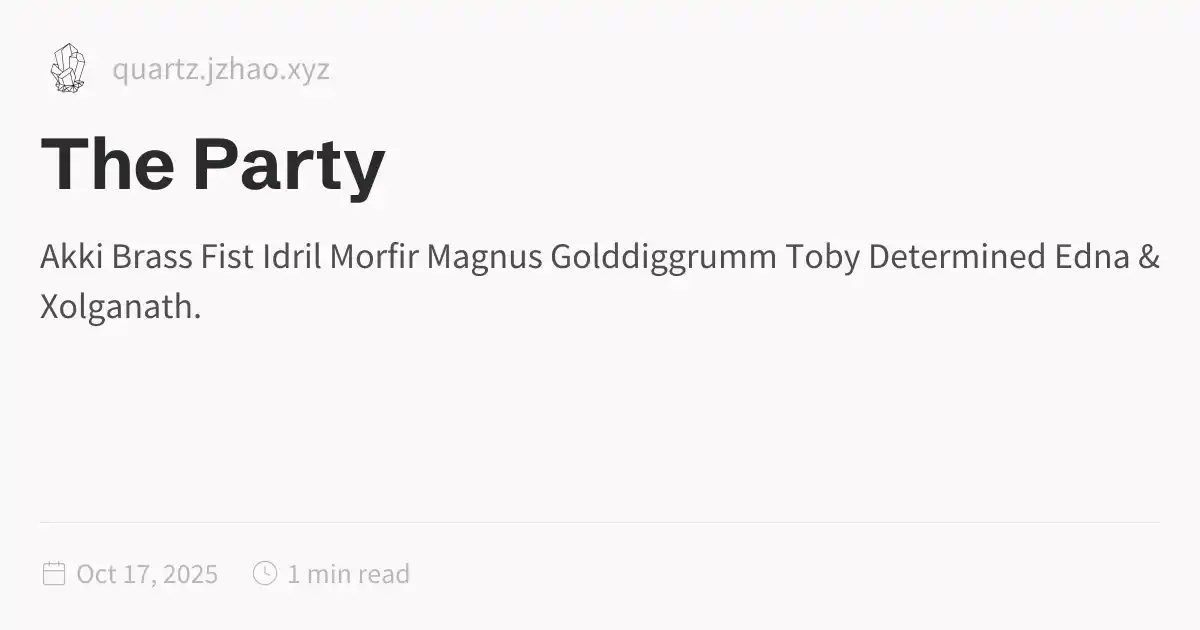 quartz.jzhao.xyz
The Party
Akki Brass Fist Idril Morfir Magnus Golddiggrumm Toby Determined Edna &
Xolganath.
Oct 17, 2025 1 min read